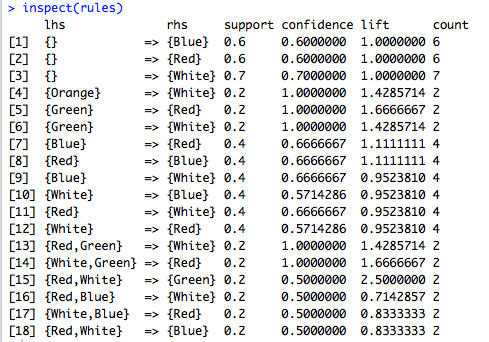 > inspect(rules)
lhs rhs support confidence lift count
[1] {} => {Blue} 0.6 0.6000000 1.0000000 6
[2] {} => {Red} 0.6 0.6000000 1.0000000 6
[3] {} => {White} 0.7 0.7000000 1.0000000 7
[4] {Orange} => {White} 0.2 1.0000000 1.4285714 2
[5] {Green} => {Red} 0.2 1.0000000 1.6666667 2
[6] {Green} => {White} 0.2 1.0000000 1.4285714 2
[7] {Blue} => {Red} 0.4 0.6666667 1.1111111 4
[8] {Red} => {Blue} 0.4 0.6666667 1.1111111 4
[9] {Blue} => {White} 0.4 0.6666667 0.9523810 4
[10] {White} => {Blue} 0.4 0.5714286 0.9523810 4
[11] {Red} => {White} 0.4 0.6666667 0.9523810 4
[12] {White} => {Red} 0.4 0.5714286 0.9523810 4
[13] {Red,Green} => {White} 0.2 1.0000000 1.4285714 2
[14] {White,Green} => {Red} 0.2 1.0000000 1.6666667 2
[15] {Red,White} => {Green} 0.2 0.5000000 2.5000000 2
[16] {Red,Blue} => {White} 0.2 0.5000000 0.7142857 2
[17] {White,Blue} => {Red} 0.2 0.5000000 0.8333333 2
[18] {Red,White} => {Blue} 0.2 0.5000000 0.8333333 2